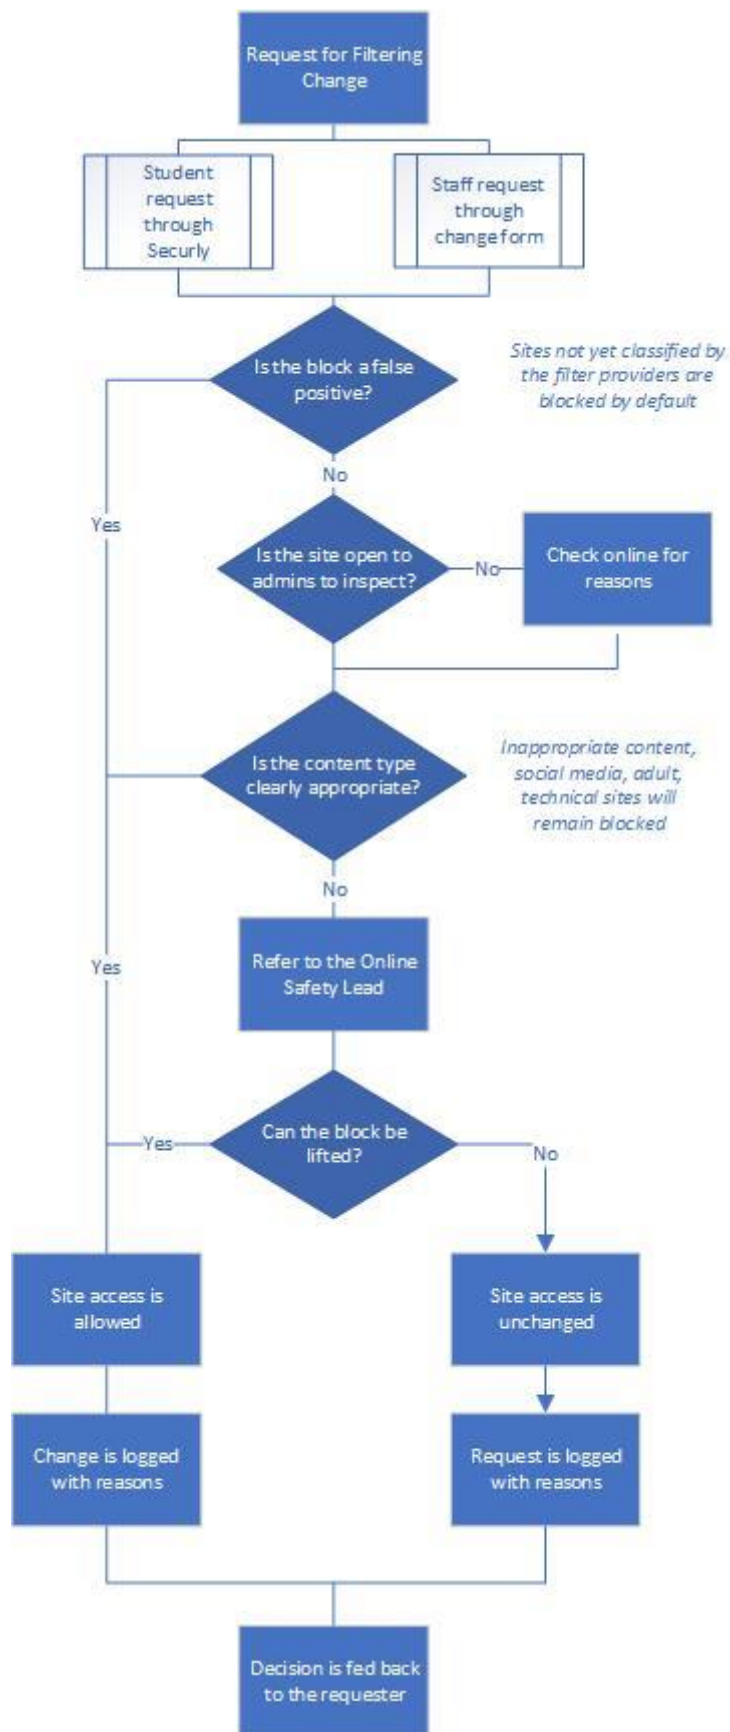 Request for Filtering
Change
Student
request
through
Securly
Staff request
through
change form
Is the block a false
positive?
Sites not yet classified by
the filter providers are
blocked by default
No
Yes
Is the site open to
admins to inspect?
No
Check online for
reasons
Is the content type
clearly appropriate?
Inappropriate content,
social media, adult,
technical sites will
remain blocked
No
Refer to the Online
Safety Lead
Yes
Can the block be
lifted?
Yes
No
Site access is
allowed
Site access is
unchanged
Change is logged
with reasons
Request is logged
with reasons
Decision is fed back
to the requester